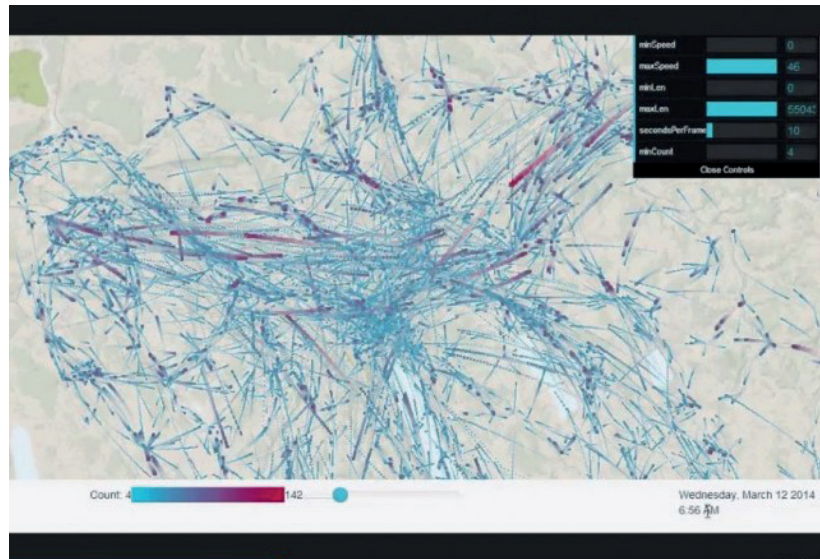 minSpeed 0
maxSpeed 46
minLen 0
maxLen 5504
secondsPerFrame 10
minCount 4
Close Controls
Count: 4 142
Wednesday, March 12 2014
6:56 AM